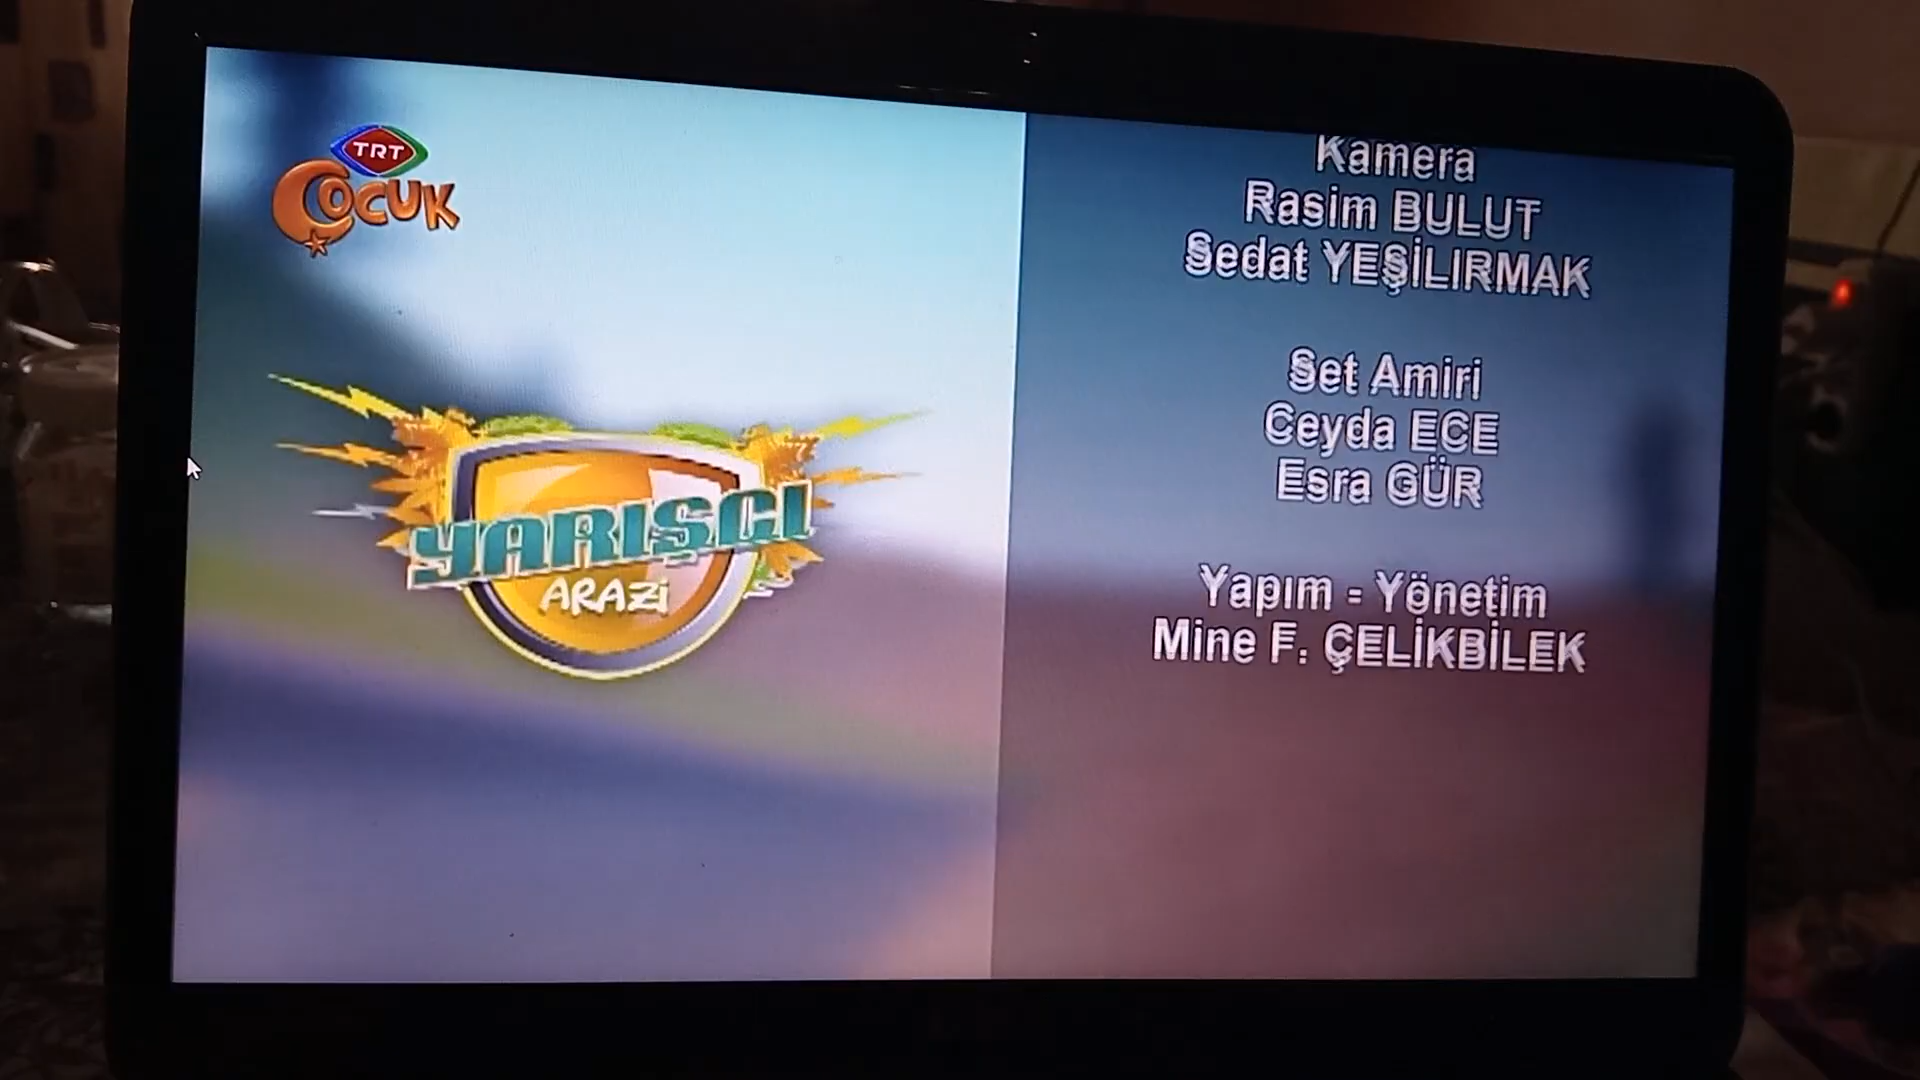 TRT
ÇOCUK
YARIŞÇI
ARAZİ
Kamera
Rasim BULUT
Sedat YEŞİLIRMAK
Set Amiri
Ceyda ECE
Esra GÜR
Yapım - Yönetim
Mine F. ÇELİKBİLEK